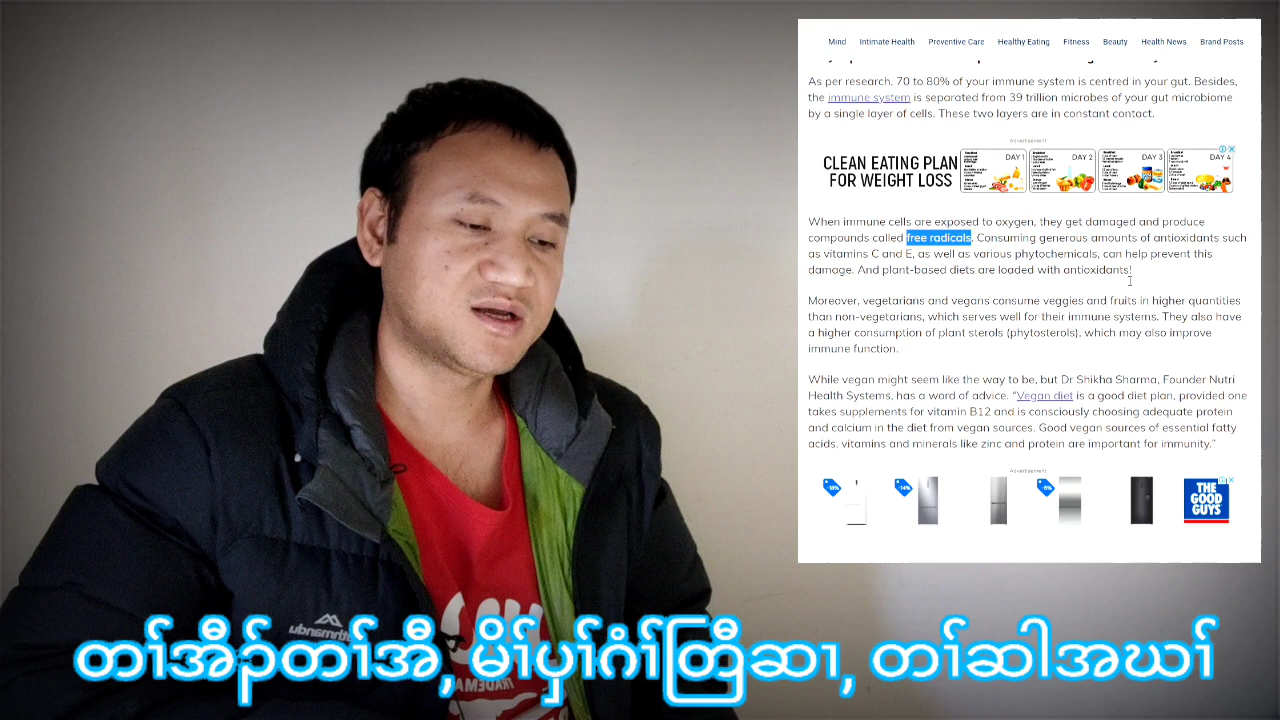 Mind Intimate Health Preventive Care Healthy Eating Fitness Beauty Health News Brand Posts
As per research, 70 to 80% of your immune system is centred in your gut. Besides,
the immune system is separated from 39 trillion microbes of your gut microbiome
by a single layer of cells. These two layers are in constant contact.
Advertisement
CLEAN EATING PLAN
FOR WEIGHT LOSS
DAY 1 DAY 2 DAY 3 DAY 4
When immune cells are exposed to oxygen, they get damaged and produce
compounds called free radicals. Consuming generous amounts of antioxidants such
as vitamins C and E, as well as various phytochemicals, can help prevent this
damage. And plant-based diets are loaded with antioxidants!
Moreover, vegetarians and vegans consume veggies and fruits in higher quantities
than non-vegetarians, which serves well for their immune systems. They also have
a higher consumption of plant sterols (phytosterols), which may also improve
immune function.
While vegan might seem like the way to be, but Dr Shikha Sharma, Founder Nutri
Health Systems, has a word of advice. "Vegan diet is a good diet plan, provided one
takes supplements for vitamin B12 and is consciously choosing adequate protein
and calcium in the diet from vegan sources. Good vegan sources of essential fatty
acids, vitamins and minerals like zinc and protein are important for immunity."
Advertisement
-14%
THE
GOOD
GUYS
တၢ်အီၣ်တၢ်အီ, မိၢ်ပှၢ်ဂံၢ်တြီဆၢ, တၢ်ဆါအဃၢ်